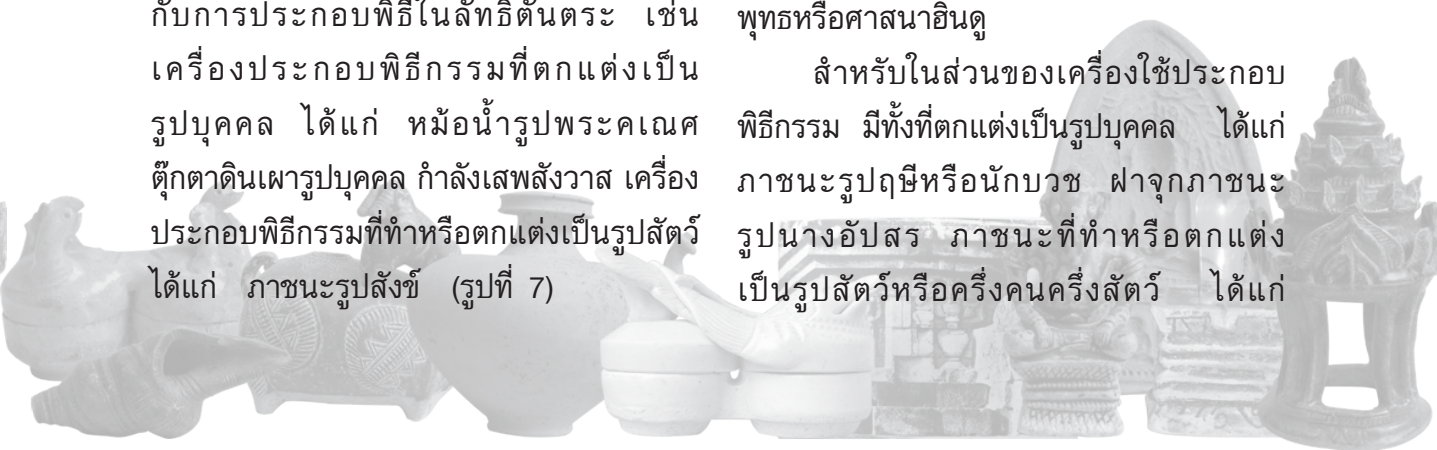 กับการประกอบพิธีในลัทธิตันตระ เช่น
เครื่องประกอบพิธีกรรมที่ตกแต่งเป็น
รูปบุคคล ได้แก่ หม้อน้ำรูปพระคเณศ
ตุ๊กตาดินเผารูปบุคคล กำลังเสพสังวาส เครื่อง
ประกอบพิธีกรรมที่ทำหรือตกแต่งเป็นรูปสัตว์
ได้แก่ ภาชนะรูปสังข์ (รูปที่ 7)
พุทธหรือศาสนาฮินดู
สำหรับในส่วนของเครื่องใช้ประกอบ
พิธีกรรม มีทั้งที่ตกแต่งเป็นรูปบุคคล ได้แก่
ภาชนะรูปฤษีหรือนักบวช ฝาจุกภาชนะ
รูปนางอัปสร ภาชนะที่ทำหรือตกแต่ง
เป็นรูปสัตว์หรือครึ่งคนครึ่งสัตว์ ได้แก่